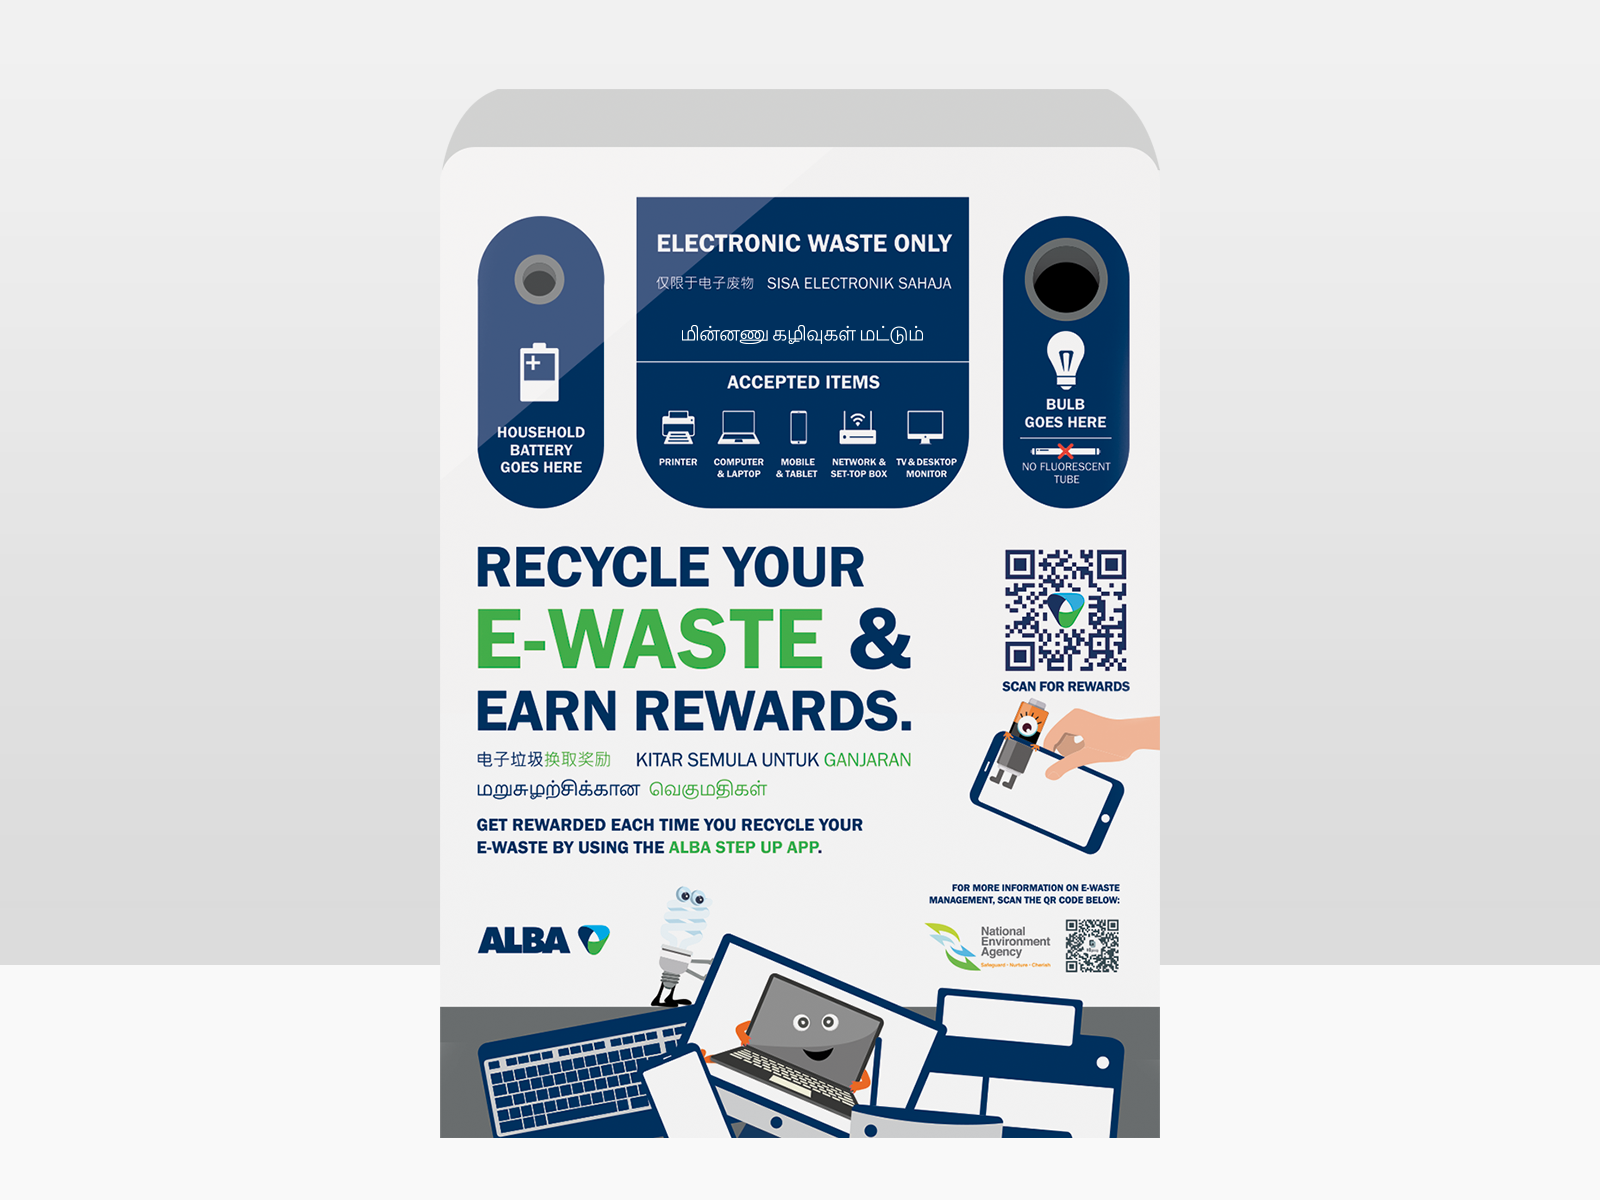 ELECTRONIC WASTE ONLY
仅限于电子废物 SISA ELECTRONIK SAHAJA
மின்னணு கழிவுகள் மட்டும்
ACCEPTED ITEMS
PRINTER
COMPUTER
& LAPTOP
MOBILE
& TABLET
NETWORK &
SET-TOP BOX
TV & DESKTOP
MONITOR
HOUSEHOLD
BATTERY
GOES HERE
BULB
GOES HERE
NO FLUORESCENT
TUBE
RECYCLE YOUR
E-WASTE &
EARN REWARDS.
电子垃圾换取奖励 KITAR SEMULA UNTUK GANJARAN
மறுசுழற்சிக்கான வெகுமதிகள்
GET REWARDED EACH TIME YOU RECYCLE YOUR
E-WASTE BY USING THE ALBA STEP UP APP.
SCAN FOR REWARDS
FOR MORE INFORMATION ON E-WASTE
MANAGEMENT, SCAN THE QR CODE BELOW:
ALBA
National
Environment
Agency
Safeguard • Nurture • Cherish